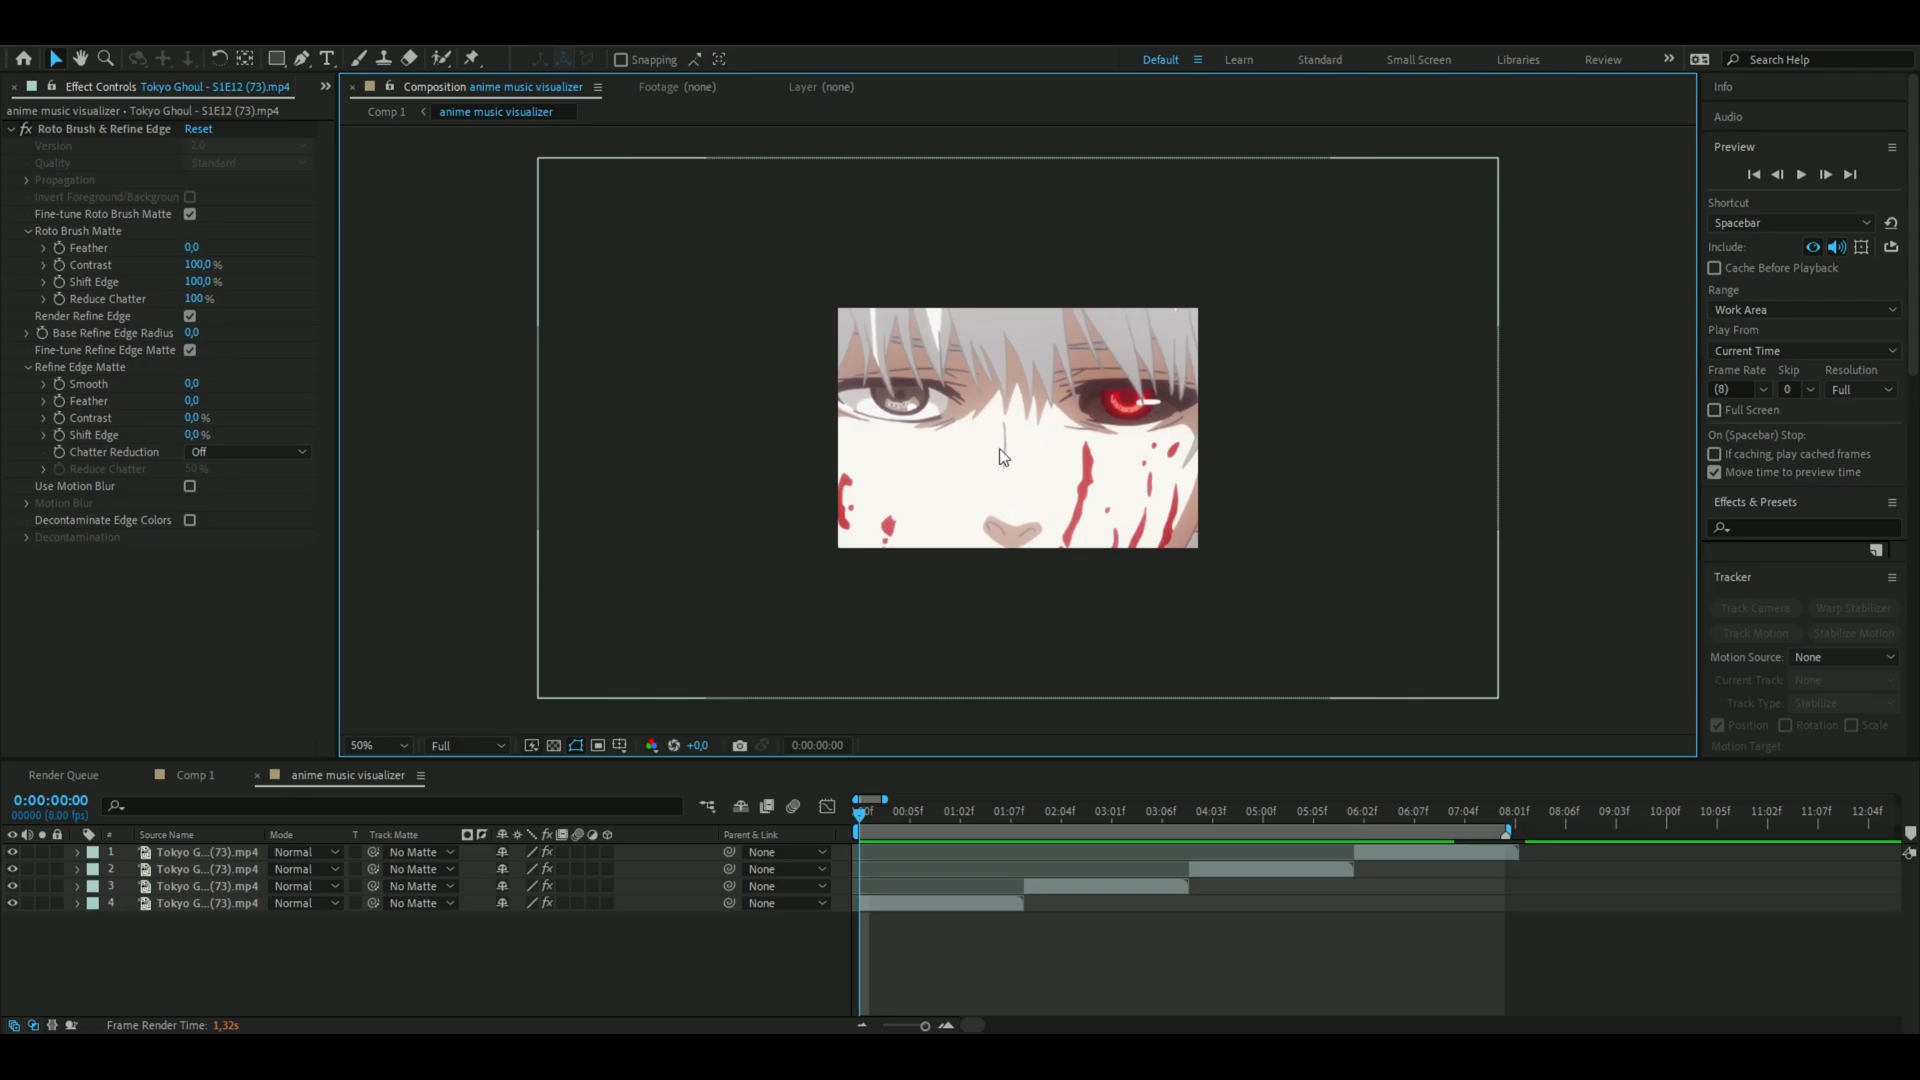 Snapping
Default
Learn
Standard
Small Screen
Libraries
Review
Search Help
Effect Controls Tokyo Ghoul - S1E12 (73).mp4
Composition anime music visualizer
Footage (none)
Layer (none)
Info
anime music visualizer • Tokyo Ghoul - S1E12 (73).mp4
Comp 1
anime music visualizer
Audio
fx Roto Brush & Refine Edge Reset
Version 2.0
Quality Standard
Propagation
Invert Foreground/Backgroun
Fine-tune Roto Brush Matte
Roto Brush Matte
Feather 0,0
Contrast 100,0 %
Shift Edge 100,0 %
Reduce Chatter 100 %
Render Refine Edge
Base Refine Edge Radius 0,0
Fine-tune Refine Edge Matte
Refine Edge Matte
Smooth 0,0
Feather 0,0
Contrast 0,0 %
Shift Edge 0,0 %
Chatter Reduction Off
Reduce Chatter 50 %
Use Motion Blur
Motion Blur
Decontaminate Edge Colors
Decontamination
Preview
Shortcut
Spacebar
Include:
Cache Before Playback
Range
Work Area
Play From
Current Time
Frame Rate Skip Resolution
(8) 0 Full
Full Screen
On (Spacebar) Stop:
If caching, play cached frames
Move time to preview time
Effects & Presets
Tracker
Track Camera Warp Stabilizer
Track Motion Stabilize Motion
Motion Source: None
Current Track: None
Track Type: Stabilize
Position Rotation Scale
Motion Target:
50% Full +0,0 0:00:00:00
Render Queue
Comp 1
anime music visualizer
0:00:00:00
00000 (8.00 fps)
00:05f 01:02f 01:07f 02:04f 03:01f 03:06f 04:03f 05:00f 05:05f 06:02f 06:07f 07:04f 08:01f 08:06f 09:03f 10:00f 10:05f 11:02f 11:07f 12:04f
# Source Name Mode T Track Matte fx Parent & Link
1 Tokyo G...(73).mp4 Normal No Matte fx None
2 Tokyo G...(73).mp4 Normal No Matte fx None
3 Tokyo G...(73).mp4 Normal No Matte fx None
4 Tokyo G...(73).mp4 Normal No Matte fx None
Frame Render Time: 1,32s